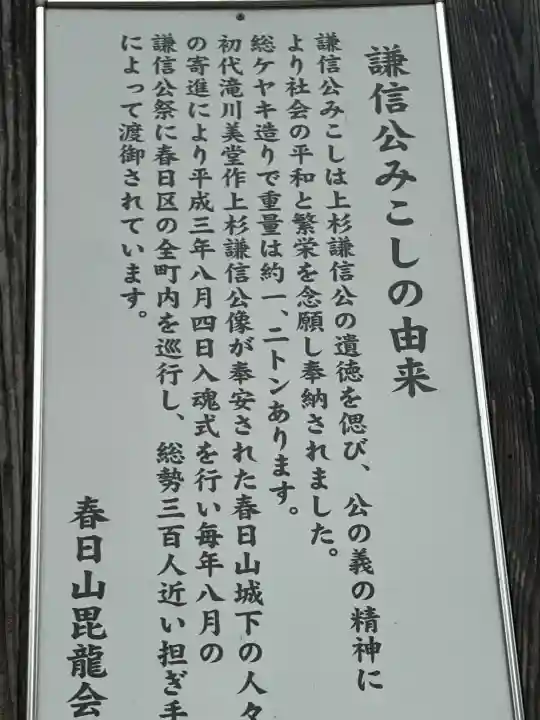 謙信公みこしの由来
謙信公みこしは上杉謙信公の遺徳を偲び、公の義の精神に
より社会の平和と繁栄を念願し奉納されました。
総ケヤキ造りで重量は約一、二トンあります。
初代滝川美堂作上杉謙信公像が奉安された春日山城下の人々
の寄進により平成三年八月四日入魂式を行い毎年八月の
謙信公祭に春日区の全町内を巡行し、総勢三百人近い担ぎ手
によって渡御されています。
春日山毘龍会